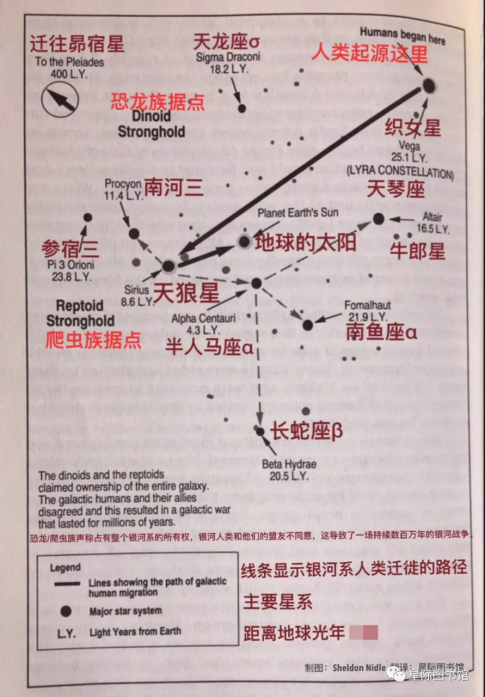 迁往昴宿星
To the Pleiades
400 L.Y.
天龙座σ
Sigma Draconi
18.2 L.Y.
Humans began here
人类起源这里
恐龙族据点
Dinoid
Stronghold
织女星
Vega
25.1 L.Y.
(LYRA CONSTELLATION)
天琴座
Procyon
11.4 L.Y.
南河三
Planet Earth's Sun
地球的太阳
Altair
16.5 L.Y.
牛郎星
参宿三
Pi 3 Orioni
23.8 L.Y.
Sirius
8.6 L.Y.
天狼星
Reptoid
Stronghold
爬虫族据点
Alpha Centauri
4.3 L.Y.
半人马座α
Fomalhaut
21.9 L.Y.
南鱼座α
长蛇座β
Beta Hydrae
20.5 L.Y.
The dinoids and the reptoids
claimed ownership of the entire galaxy.
The galactic humans and their allies
disagreed and this resulted in a galactic war
that lasted for millions of years.
恐龙/爬虫族声称占有整个银河系的所有权，银河人类和他们的盟友不同意，这导致了一场持续数百万年的银河战争。
Legend
Lines showing the path of galactic
human migration
Major star system
L.Y. Light Years from Earth
线条显示银河系人类迁徙的路径
主要星系
距离地球光年
制图：Sheldon Nidle 翻译：星际图书馆
星际图书馆